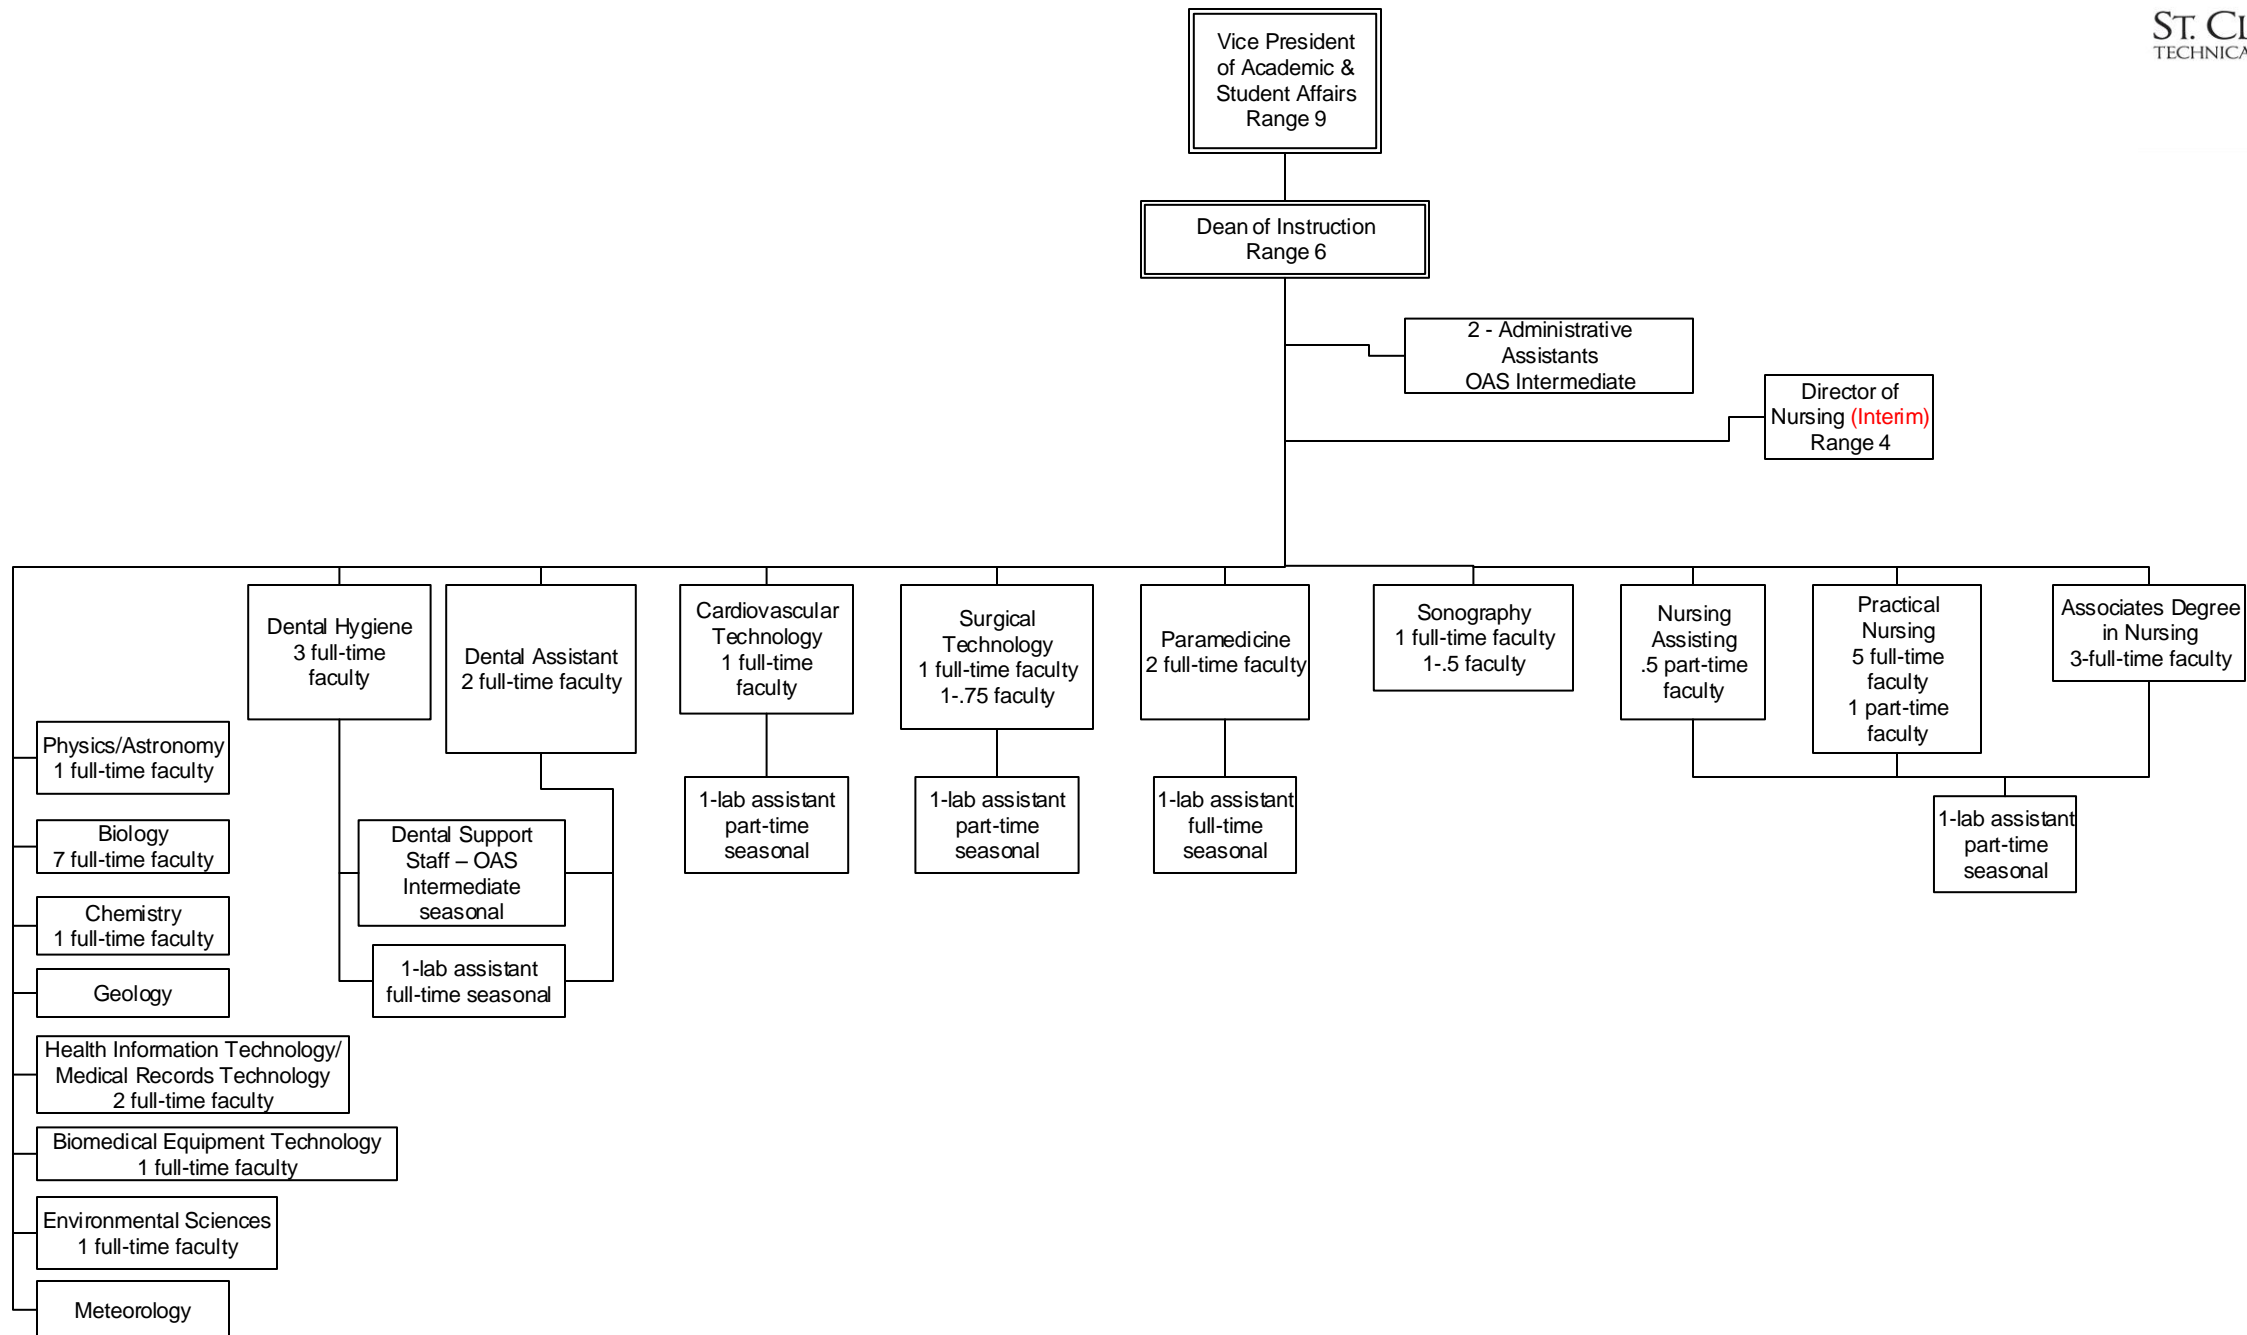 ST. CL
TECHNICA
Vice President
of Academic &
Student Affairs
Range 9
Dean of Instruction
Range 6
2 - Administrative
Assistants
OAS Intermediate
Director of
Nursing (Interim)
Range 4
Dental Hygiene
3 full-time
faculty
Dental Assistant
2 full-time faculty
Cardiovascular
Technology
1 full-time
faculty
Surgical
Technology
1 full-time faculty
1-.75 faculty
Paramedicine
2 full-time faculty
Sonography
1 full-time faculty
1-.5 faculty
Nursing
Assisting
.5 part-time
faculty
Practical
Nursing
5 full-time
faculty
1 part-time
faculty
Associates Degree
in Nursing
3-full-time faculty
Physics/Astronomy
1 full-time faculty
Biology
7 full-time faculty
Chemistry
1 full-time faculty
Geology
Health Information Technology/
Medical Records Technology
2 full-time faculty
Biomedical Equipment Technology
1 full-time faculty
Environmental Sciences
1 full-time faculty
Meteorology
Dental Support
Staff – OAS
Intermediate
seasonal
1-lab assistant
full-time seasonal
1-lab assistant
part-time
seasonal
1-lab assistant
part-time
seasonal
1-lab assistant
full-time
seasonal
1-lab assistant
part-time
seasonal